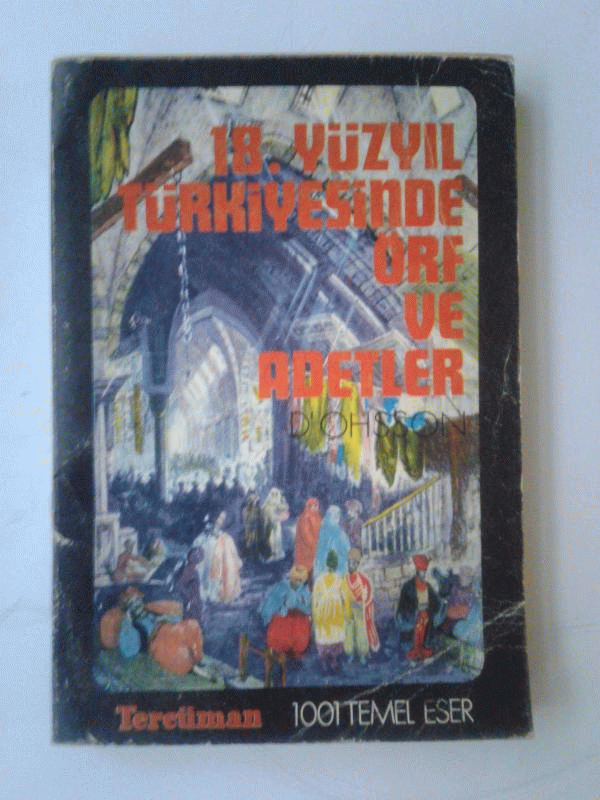 18. YÜZYIL
TÜRKİYESİNDE
ÖRF
VE
ADETLER
D'OHSSON
Tercüman 1001 TEMEL ESER